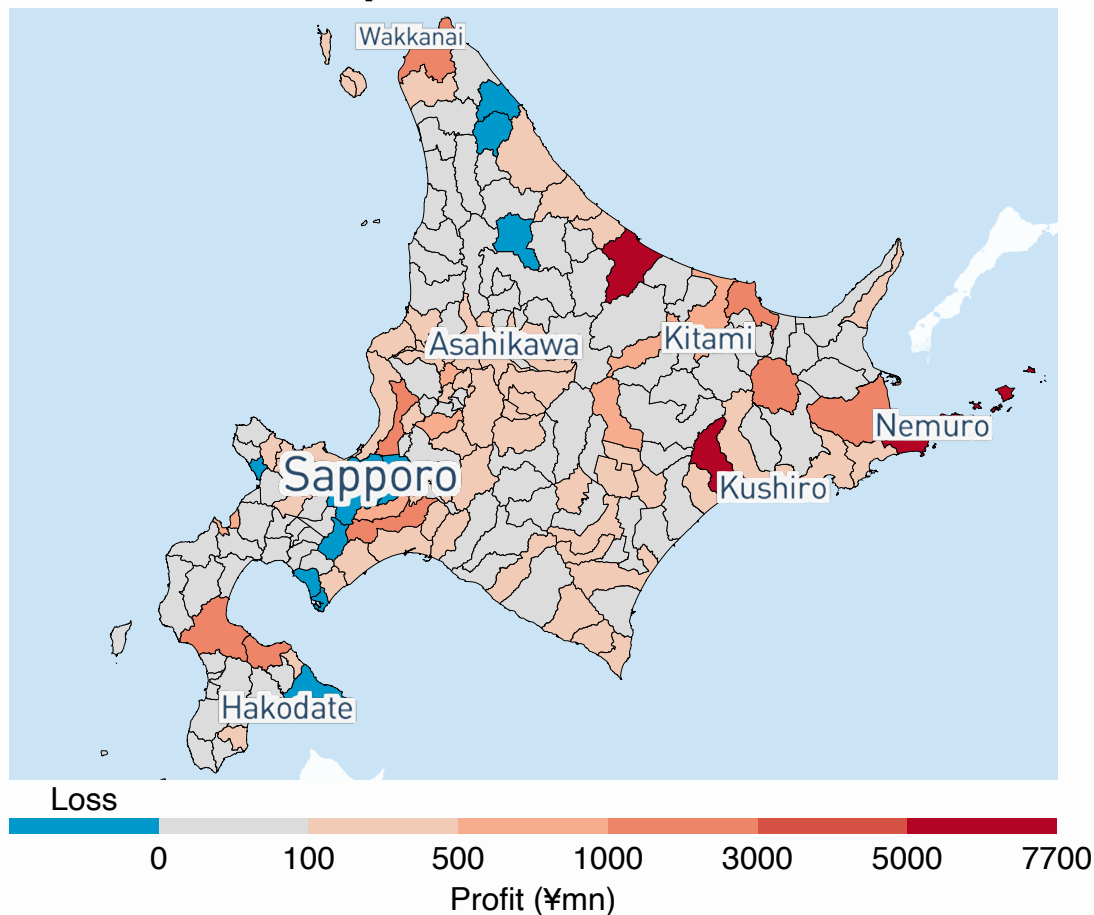 Wakkanai
Asahikawa
Kitami
Nemuro
Sapporo
Kushiro
Hakodate
Loss
0 100 500 1000 3000 5000 7700
Profit (¥mn)